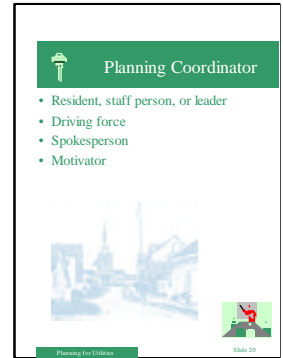 Planning Coordinator
• Resident, staff person, or leader
• Driving force
• Spokesperson
• Motivator
Planning for Utilities
Slide 20